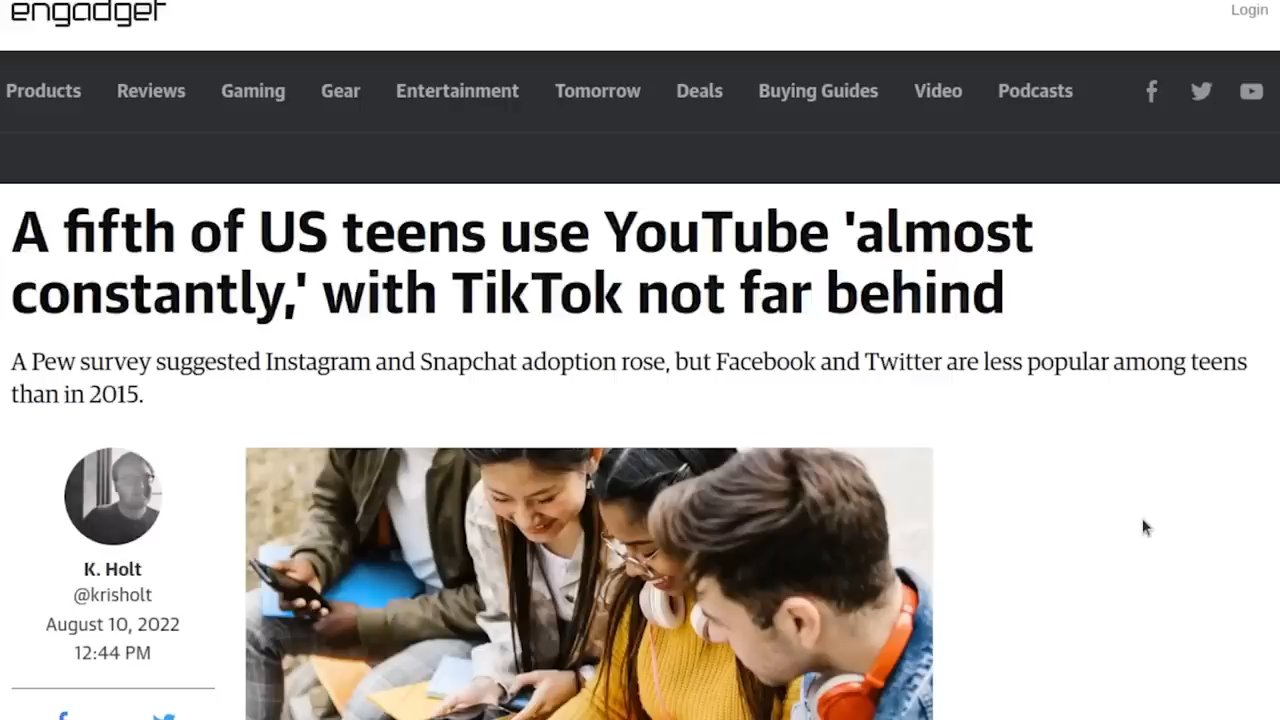 engadget
Login
Products Reviews Gaming Gear Entertainment Tomorrow Deals Buying Guides Video Podcasts
A fifth of US teens use YouTube 'almost
constantly,' with TikTok not far behind
A Pew survey suggested Instagram and Snapchat adoption rose, but Facebook and Twitter are less popular among teens
than in 2015.
K. Holt
@krisholt
August 10, 2022
12:44 PM